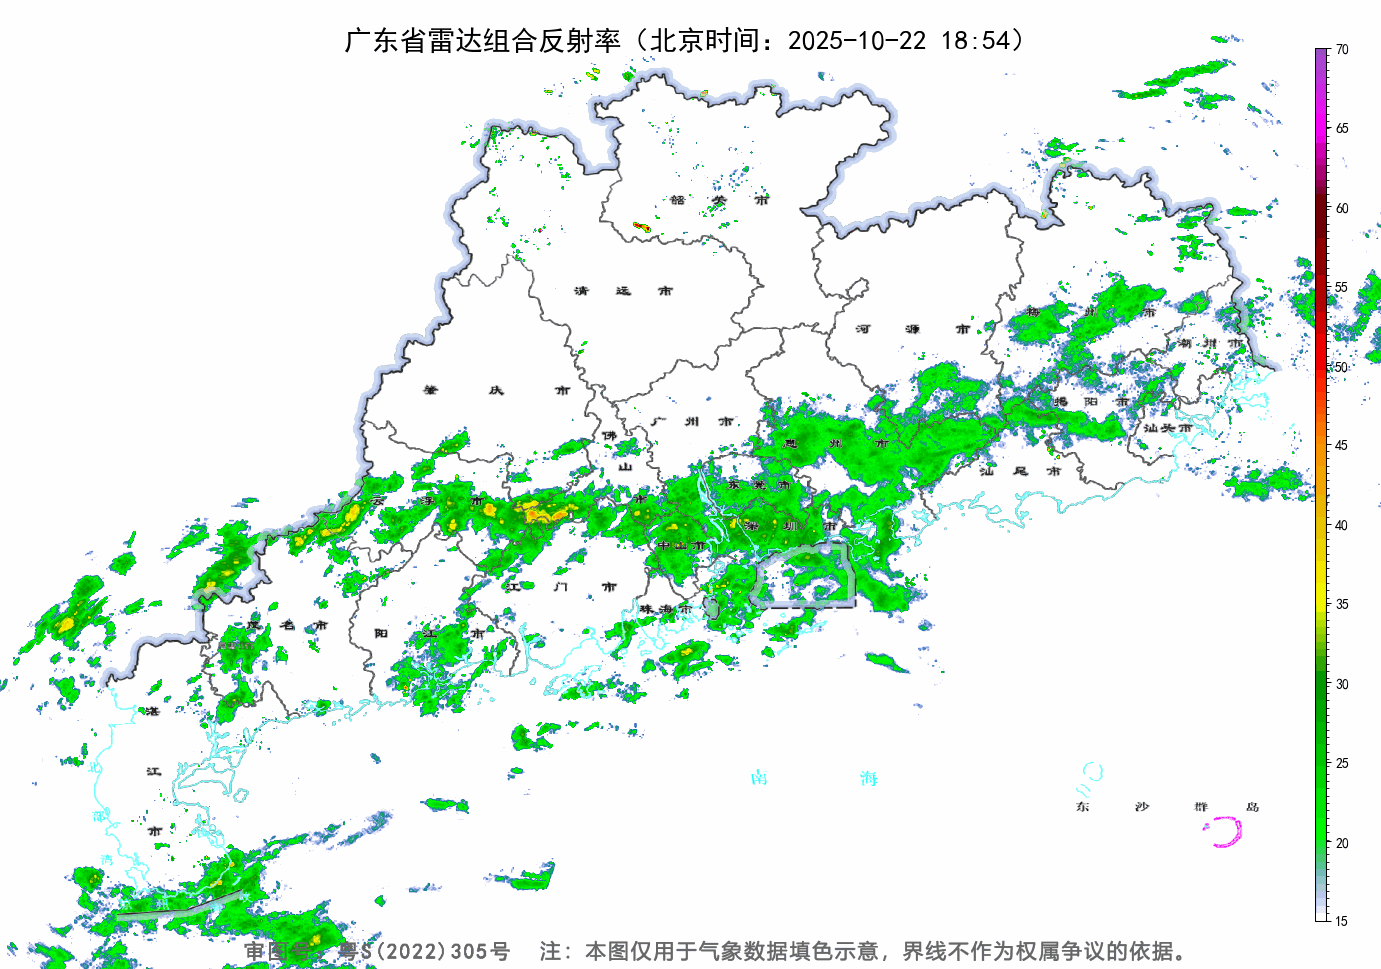 广东省雷达组合反射率（北京时间：2025-10-22 18:54）
70
65
60
55
50
45
40
35
30
25
20
15
韶关市
清远市
河源市
梅州市
潮州市
肇庆市
揭阳市
汕头市
广州市
佛山
惠州市
汕尾市
东莞市
云浮市
市
深圳市
中山市
江门市
珠海市
茂名市
阳江市
湛江市
北部湾
琼州海
南海
东沙群岛
审图号：粤S(2022)305号 注：本图仅用于气象数据填色示意，界线不作为权属争议的依据。